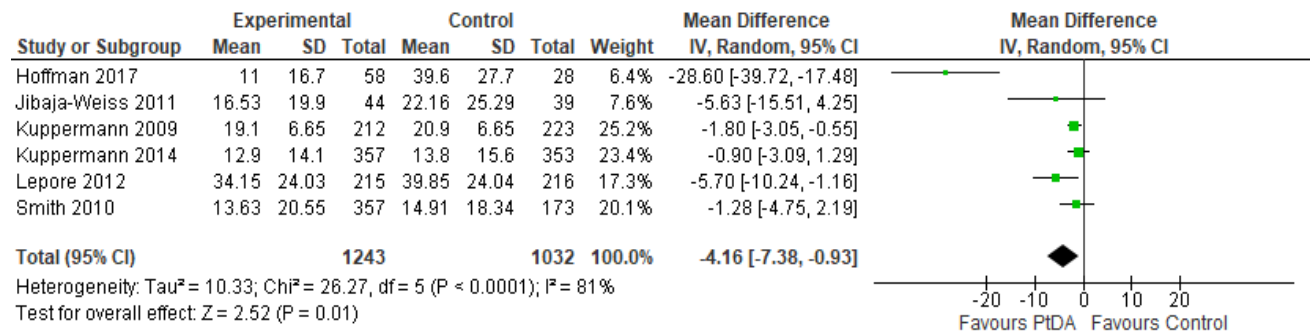 Experimental Control Mean Difference Mean Difference
Study or Subgroup Mean SD Total Mean SD Total Weight IV, Random, 95% CI IV, Random, 95% CI
Hoffman 2017 11 16.7 58 39.6 27.7 28 6.4% -28.60 [-39.72, -17.48]
Jibaja-Weiss 2011 16.53 19.9 44 22.16 25.29 39 7.6% -5.63 [-15.51, 4.25]
Kuppermann 2009 19.1 6.65 212 20.9 6.65 223 25.2% -1.80 [-3.05, -0.55]
Kuppermann 2014 12.9 14.1 357 13.8 15.6 353 23.4% -0.90 [-3.09, 1.29]
Lepore 2012 34.15 24.03 215 39.85 24.04 216 17.3% -5.70 [-10.24, -1.16]
Smith 2010 13.63 20.55 357 14.91 18.34 173 20.1% -1.28 [-4.75, 2.19]
Total (95% CI) 1243 1032 100.0% -4.16 [-7.38, -0.93]
Heterogeneity: Tau² = 10.33; Chi² = 26.27, df = 5 (P < 0.0001); I² = 81%
Test for overall effect: Z = 2.52 (P = 0.01)
-20 -10 0 10 20
Favours PtDA Favours Control